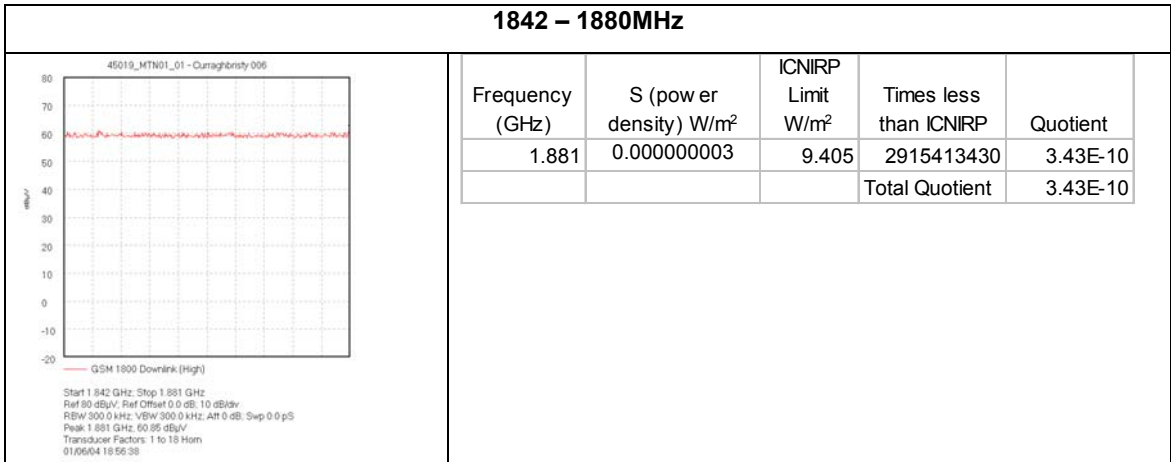 1842 – 1880MHz
45019_MTN01_01 - Curraghbristy 006
80
70
60
50
40
30
20
10
0
-10
-20
dBµV
GSM 1800 Downlink (High)
Start 1.842 GHz; Stop 1.881 GHz
Ref 80 dBµV; Ref Offset 0.0 dB; 10 dB/div
RBW 300.0 kHz; VBW 300.0 kHz; Att 0 dB; Swp 0.0 pS
Peak 1.881 GHz, 60.85 dBµV
Transducer Factors: 1 to 18 Horn
01/06/04 18:56:38
Frequency (GHz) S (pow er density) W/m² ICNIRP Limit W/m² Times less than ICNIRP Quotient
1.881 0.000000003 9.405 2915413430 3.43E-10
Total Quotient 3.43E-10